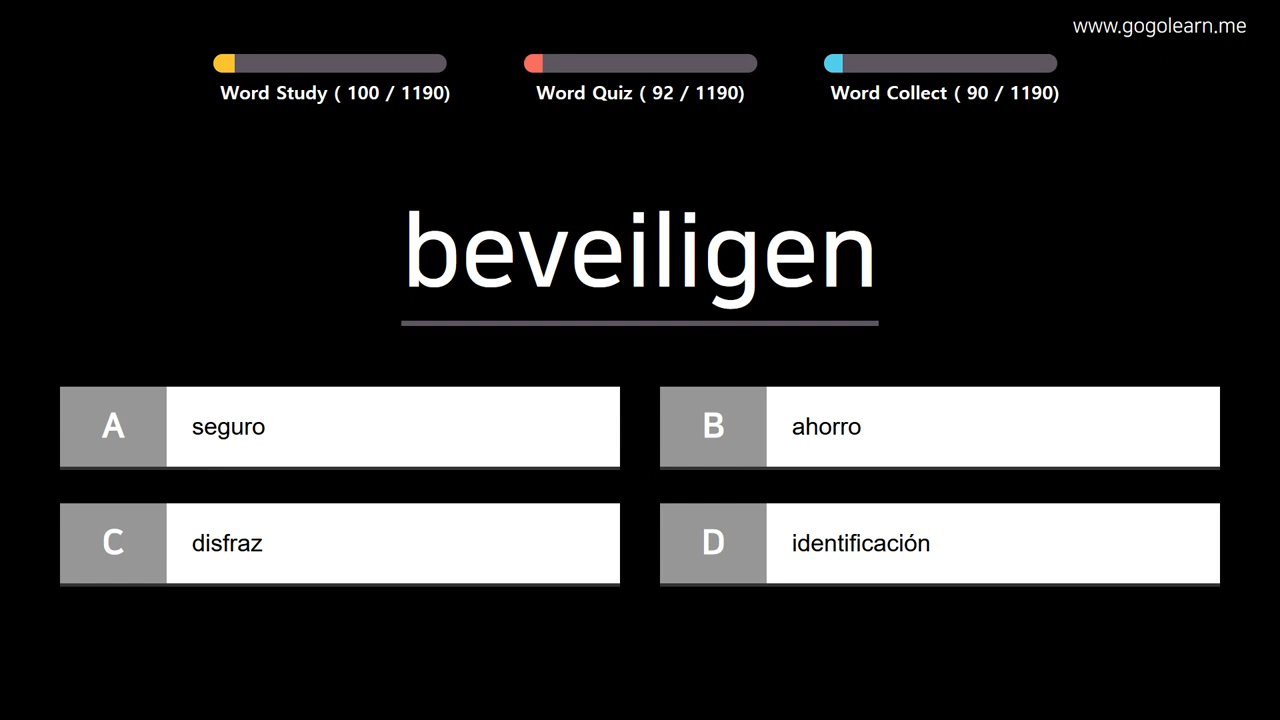 www.gogolearn.me
Word Study ( 100 / 1190)
Word Quiz ( 92 / 1190)
Word Collect ( 90 / 1190)
beveiligen
A seguro
B ahorro
C disfraz
D identificación